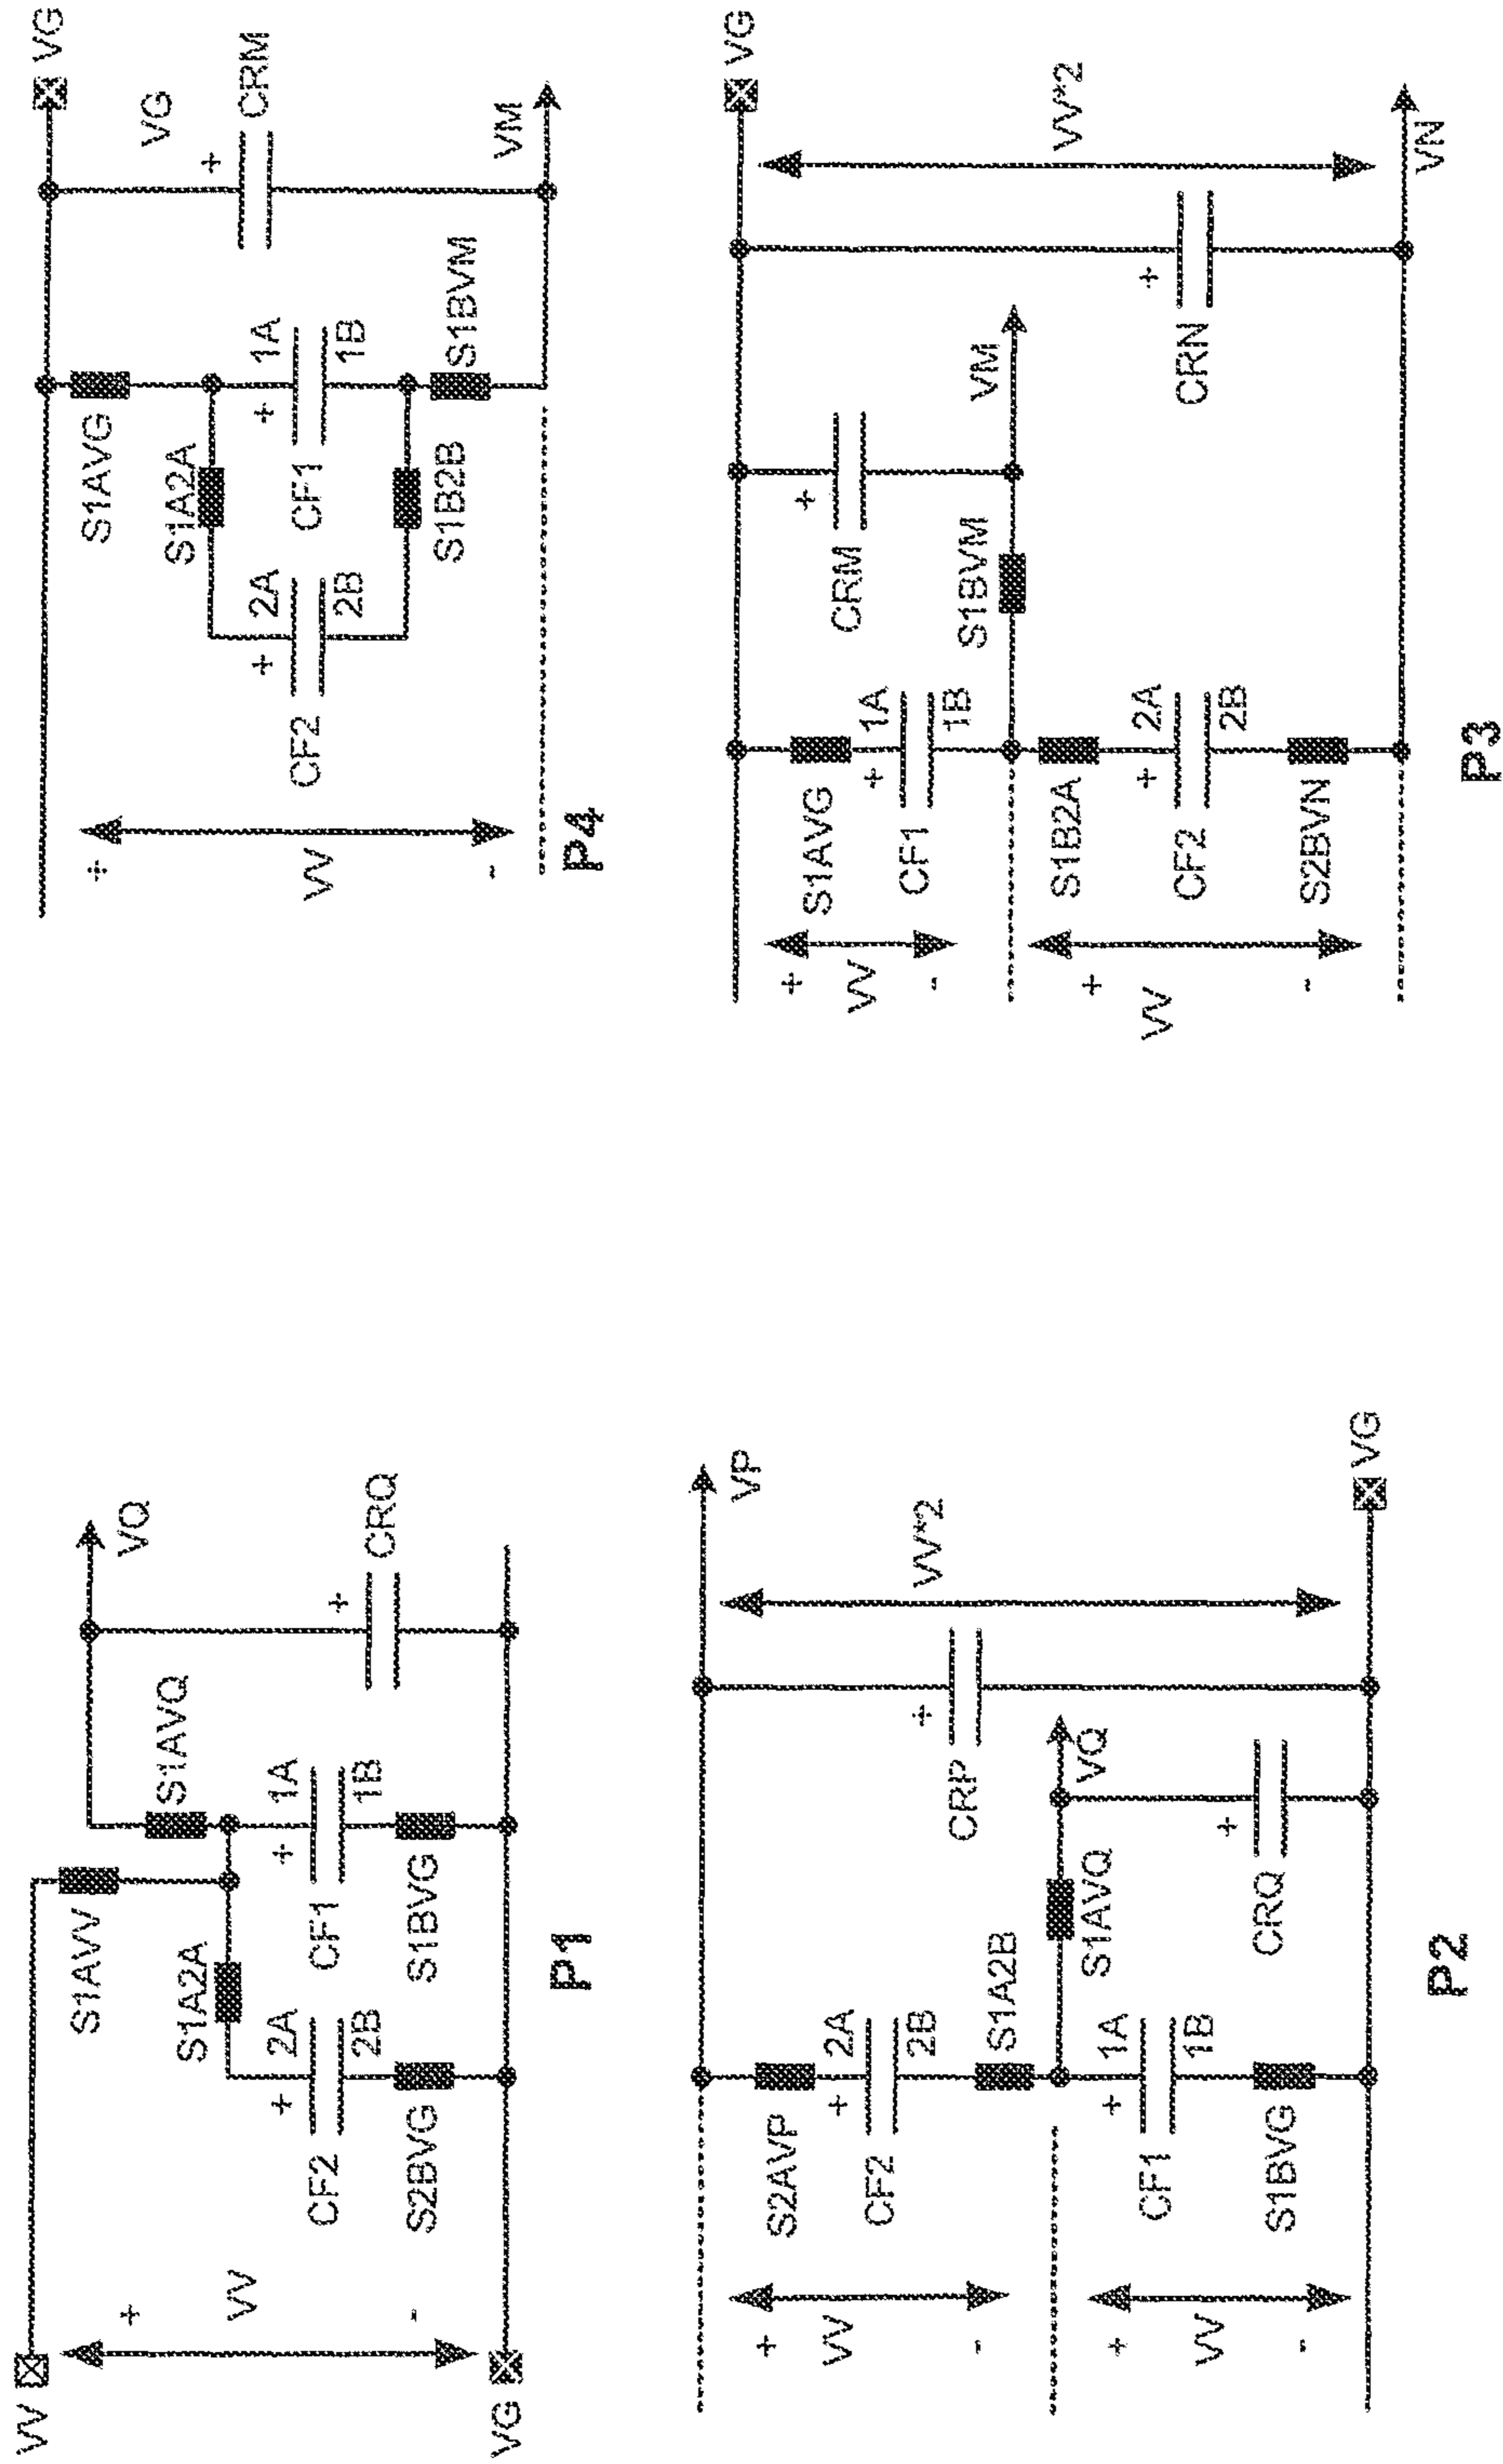 VV
VG
+
VV
-
S1AVV
S1A2A
S1AVQ
VQ
+
2A
CF2
2B
S2BVG
+
1A
CF1
1B
S1BVG
+
CRQ
P1
+
VV
-
+
VV
-
S2AVP
+
2A
CF2
2B
S1A2B
+
1A
CF1
1B
S1BVG
S1AVQ
VQ
+
CRQ
+
CRP
VV*2
VP
VG
P2
+
VV
-
+
VV
-
S1AVG
+
1A
CF1
1B
S1B2A
+
2A
CF2
2B
S2BVN
S1BVM
+
CRM
VM
+
CRN
VV*2
VG
VN
P3
+
VV
-
S1AVG
S1A2A
+
2A
CF2
2B
+
1A
CF1
1B
S1B2B
S1BVM
VG
+
CRM
VG
VM
P4